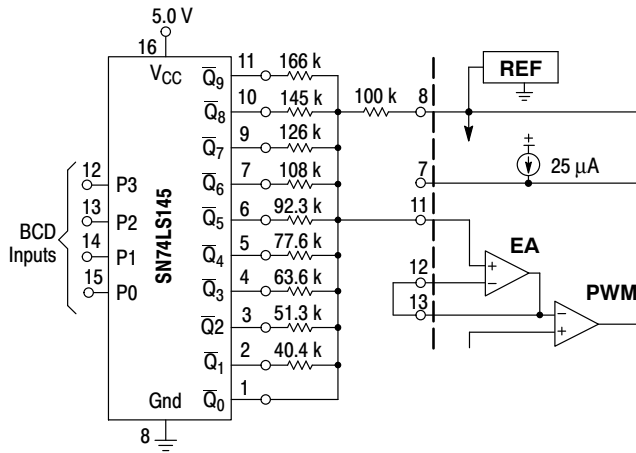 5.0 V
16
VCC
11 Q̅9 166 k
10 Q̅8 145 k
9 Q̅7 126 k
7 Q̅6 108 k
6 Q̅5 92.3 k
5 Q̅4 77.6 k
4 Q̅3 63.6 k
3 Q̅2 51.3 k
2 Q̅1 40.4 k
1 Q̅0
SN74LS145
BCD
Inputs
12 P3
13 P2
14 P1
15 P0
Gnd
8
100 k
8
REF
7
25 μA
11
EA
+
−
12
13
PWM
−
+
+